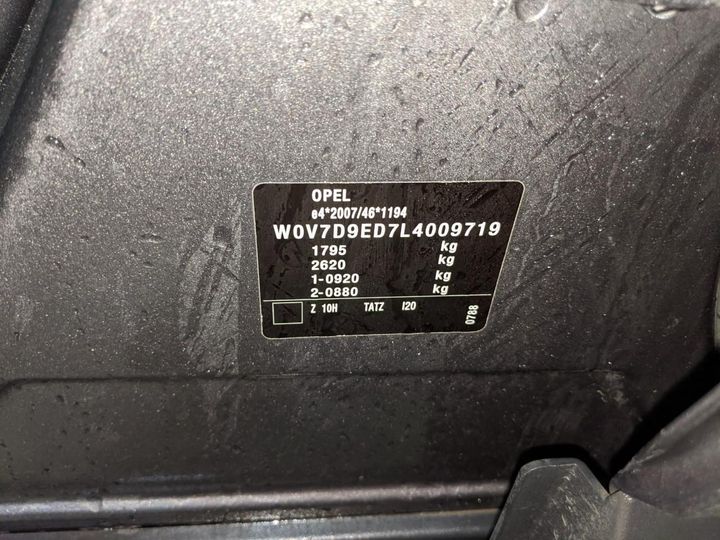 OPEL
e4*2007/46*1194
W0V7D9ED7L4009719
1795 kg
2620 kg
1-0920 kg
2-0880 kg
Z 10H TATZ I20
0788